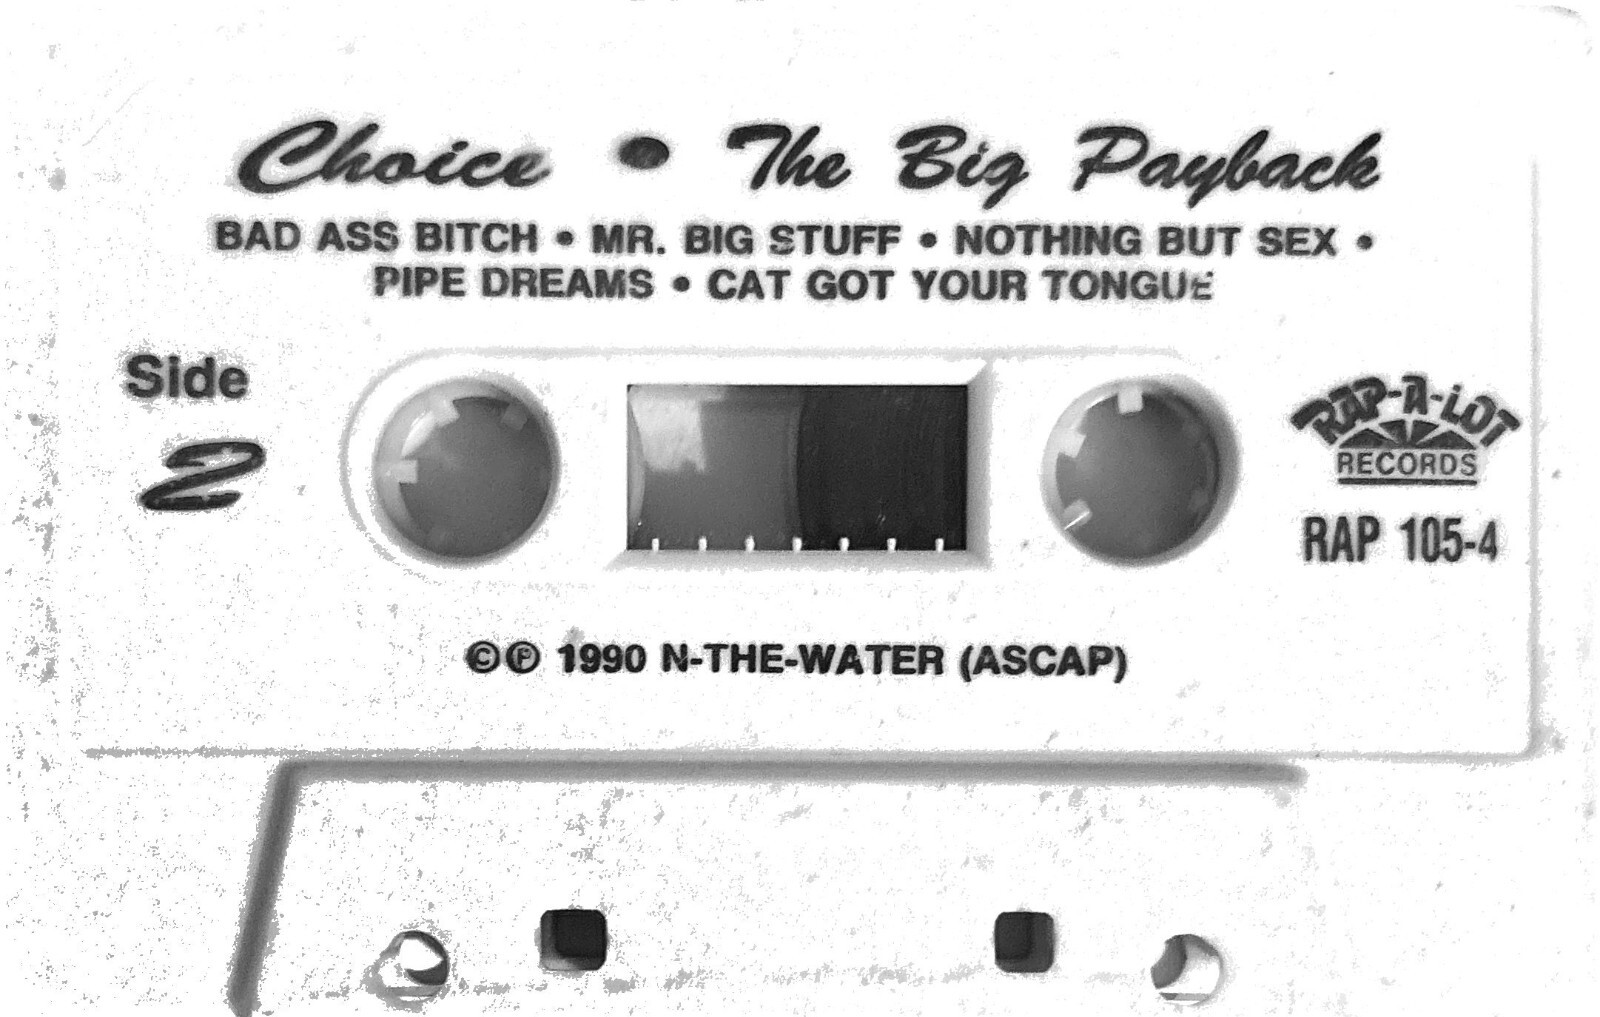 Choice • The Big Payback
BAD ASS BITCH • MR. BIG STUFF • NOTHING BUT SEX •
PIPE DREAMS • CAT GOT YOUR TONGUE
Side
2
RAP-A-LOT
RECORDS
RAP 105-4
©℗ 1990 N-THE-WATER (ASCAP)